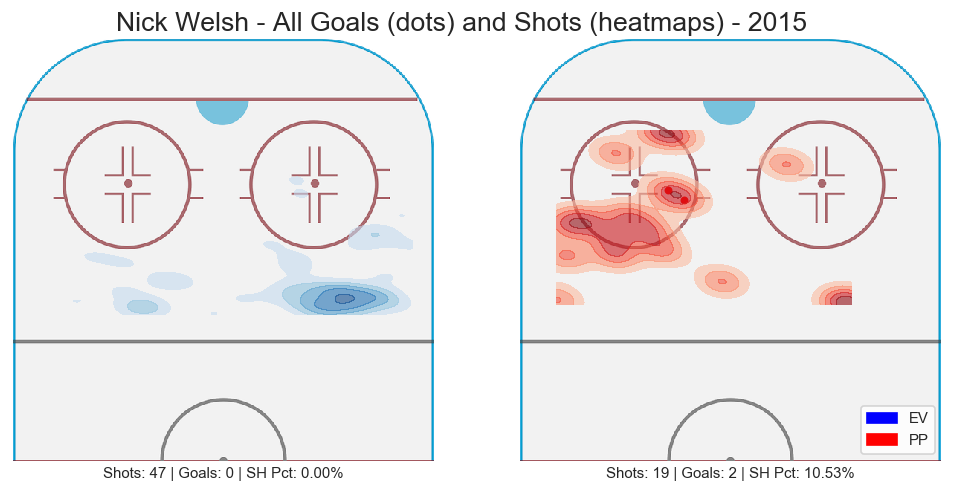 Nick Welsh - All Goals (dots) and Shots (heatmaps) - 2015
EV
PP
Shots: 47 | Goals: 0 | SH Pct: 0.00%
Shots: 19 | Goals: 2 | SH Pct: 10.53%